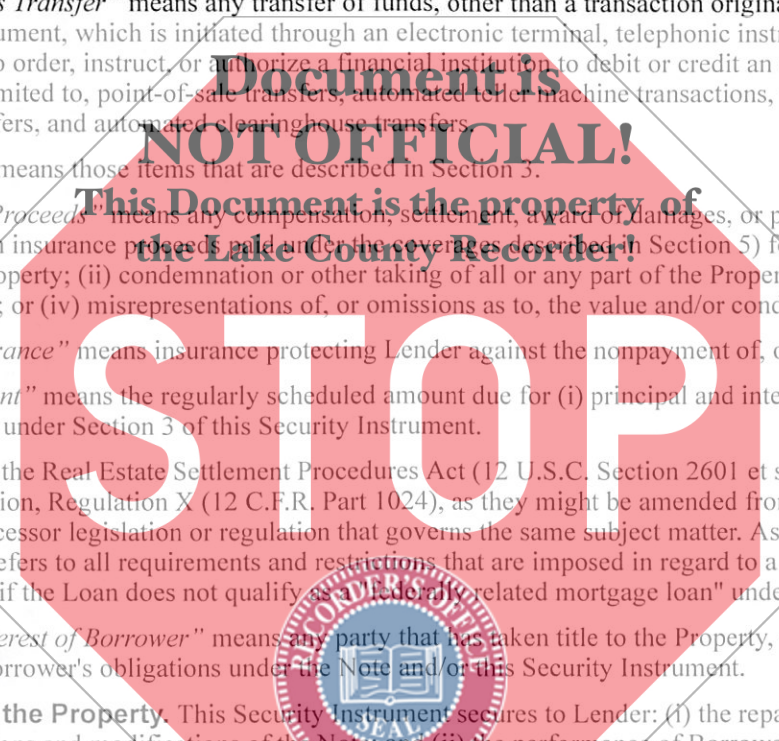 s Transfer" means any transfer of funds, other than a transaction origina
ument, which is initiated through an electronic terminal, telephonic insti
o order, instruct, or authorize a financial institution to debit or credit an
mited to, point-of-sale transfers, automated teller machine transactions,
fers, and automated clearinghouse transfers.
Document is
NOT OFFICIAL!
This Document is the property of
the Lake County Recorder!
means those items that are described in Section 3.
Proceeds" means any compensation, settlement, award of damages, or p
n insurance proceeds paid under the coverages described in Section 5) f
operty; (ii) condemnation or other taking of all or any part of the Proper
; or (iv) misrepresentations of, or omissions as to, the value and/or cond
rance" means insurance protecting Lender against the nonpayment of, o
STOP
nt" means the regularly scheduled amount due for (i) principal and inte
under Section 3 of this Security Instrument.
the Real Estate Settlement Procedures Act (12 U.S.C. Section 2601 et s
ion, Regulation X (12 C.F.R. Part 1024), as they might be amended fro
cessor legislation or regulation that governs the same subject matter. As
efers to all requirements and restrictions that are imposed in regard to a
if the Loan does not qualify as a "federally related mortgage loan" unde
RECORDER'S OFFICE
SEAL
erest of Borrower" means any party that has taken title to the Property,
orrower's obligations under the Note and/or this Security Instrument.
the Property. This Security Instrument secures to Lender: (i) the repa